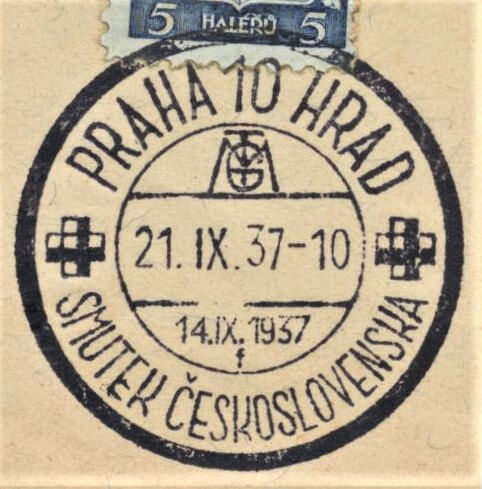 5 HALÉŘŮ 5
PRAHA 10 HRAD
TGM
21. IX. 37-10
14.IX.1937
f
SMUTEK ČESKOSLOVENSKA